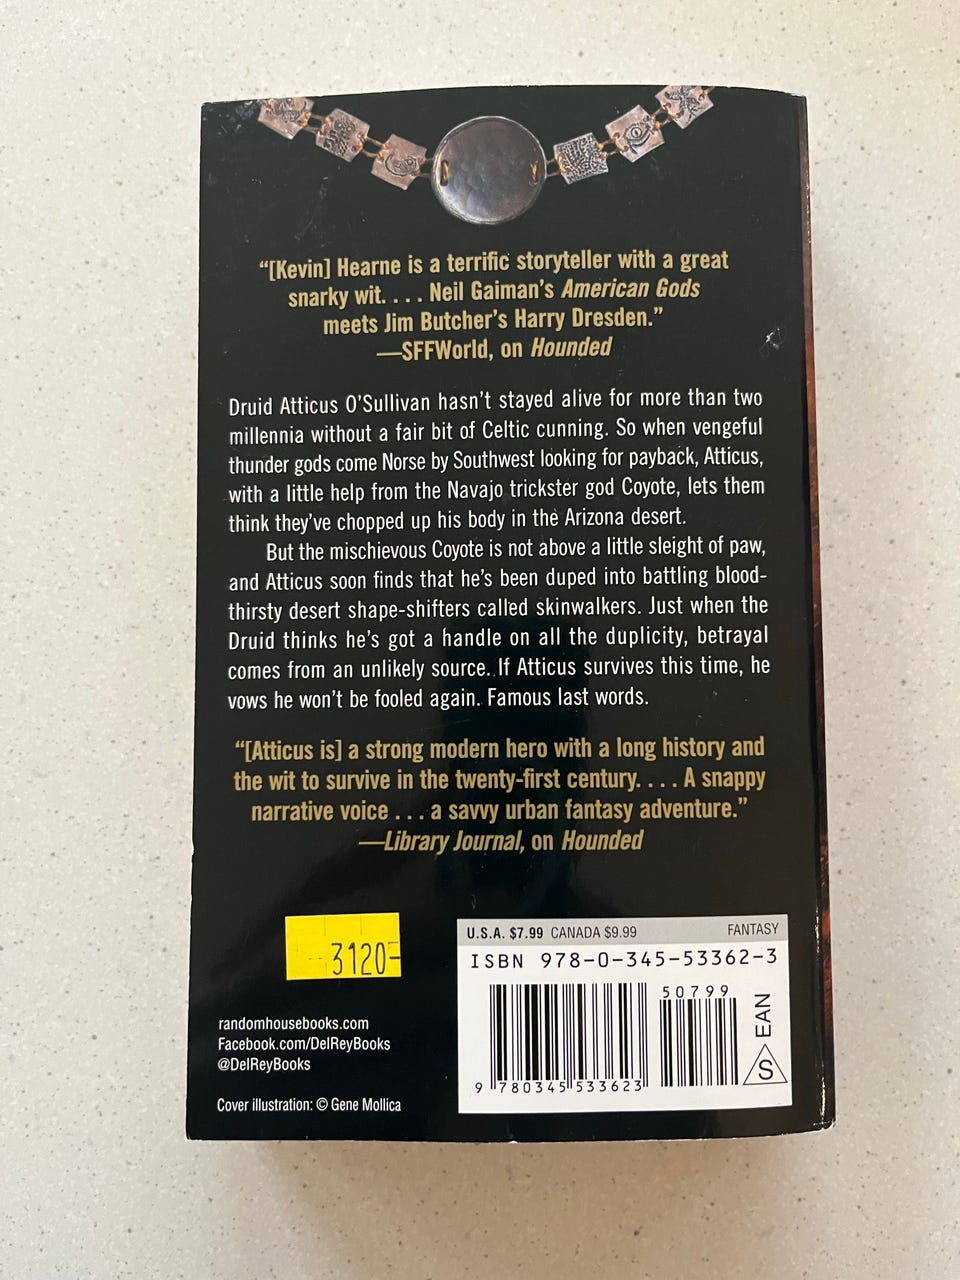 “[Kevin] Hearne is a terrific storyteller with a great
snarky wit. . . . Neil Gaiman’s American Gods
meets Jim Butcher’s Harry Dresden.”
—SFFWorld, on Hounded
Druid Atticus O’Sullivan hasn’t stayed alive for more than two
millennia without a fair bit of Celtic cunning. So when vengeful
thunder gods come Norse by Southwest looking for payback, Atticus,
with a little help from the Navajo trickster god Coyote, lets them
think they’ve chopped up his body in the Arizona desert.
But the mischievous Coyote is not above a little sleight of paw,
and Atticus soon finds that he’s been duped into battling blood-
thirsty desert shape-shifters called skinwalkers. Just when the
Druid thinks he’s got a handle on all the duplicity, betrayal
comes from an unlikely source. If Atticus survives this time, he
vows he won’t be fooled again. Famous last words.
“[Atticus is] a strong modern hero with a long history and
the wit to survive in the twenty-first century. . . . A snappy
narrative voice . . . a savvy urban fantasy adventure.”
—Library Journal, on Hounded
3120-
U.S.A. $7.99 CANADA $9.99 FANTASY
ISBN 978-0-345-53362-3
50799
9 780345 533623
EAN
S
randomhousebooks.com
Facebook.com/DelReyBooks
@DelReyBooks
Cover illustration: © Gene Mollica